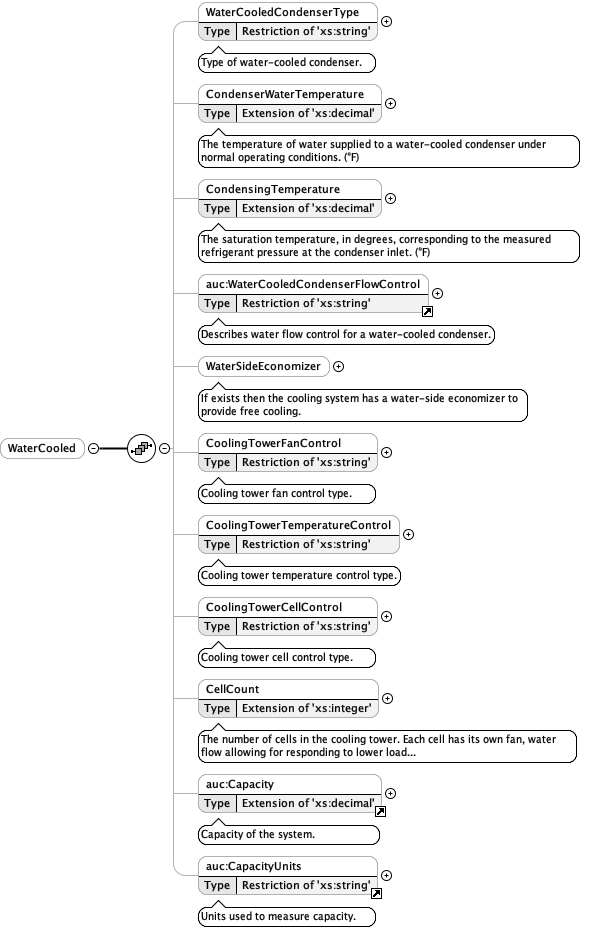 WaterCooledCondenserType
Type Restriction of 'xs:string'
Type of water-cooled condenser.
CondenserWaterTemperature
Type Extension of 'xs:decimal'
The temperature of water supplied to a water-cooled condenser under
normal operating conditions. (°F)
CondensingTemperature
Type Extension of 'xs:decimal'
The saturation temperature, in degrees, corresponding to the measured
refrigerant pressure at the condenser inlet. (°F)
auc:WaterCooledCondenserFlowControl
Type Restriction of 'xs:string'
Describes water flow control for a water-cooled condenser.
WaterSideEconomizer
If exists then the cooling system has a water-side economizer to
provide free cooling.
WaterCooled
CoolingTowerFanControl
Type Restriction of 'xs:string'
Cooling tower fan control type.
CoolingTowerTemperatureControl
Type Restriction of 'xs:string'
Cooling tower temperature control type.
CoolingTowerCellControl
Type Restriction of 'xs:string'
Cooling tower cell control type.
CellCount
Type Extension of 'xs:integer'
The number of cells in the cooling tower. Each cell has its own fan, water
flow allowing for responding to lower load...
auc:Capacity
Type Extension of 'xs:decimal'
Capacity of the system.
auc:CapacityUnits
Type Restriction of 'xs:string'
Units used to measure capacity.